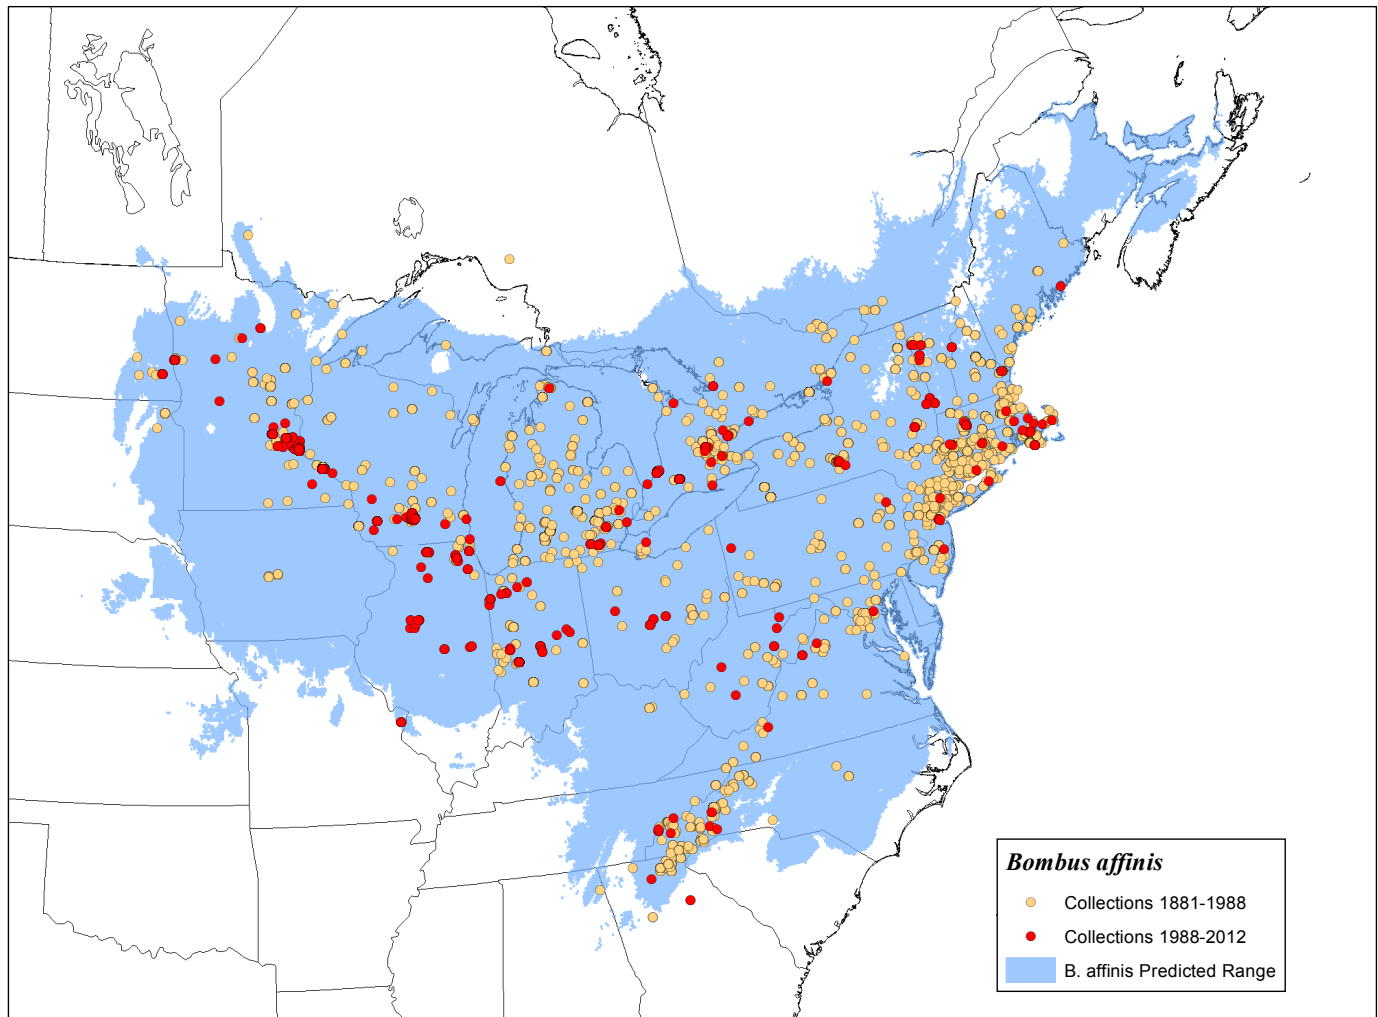 Bombus affinis
Collections 1881-1988
Collections 1988-2012
B. affinis Predicted Range